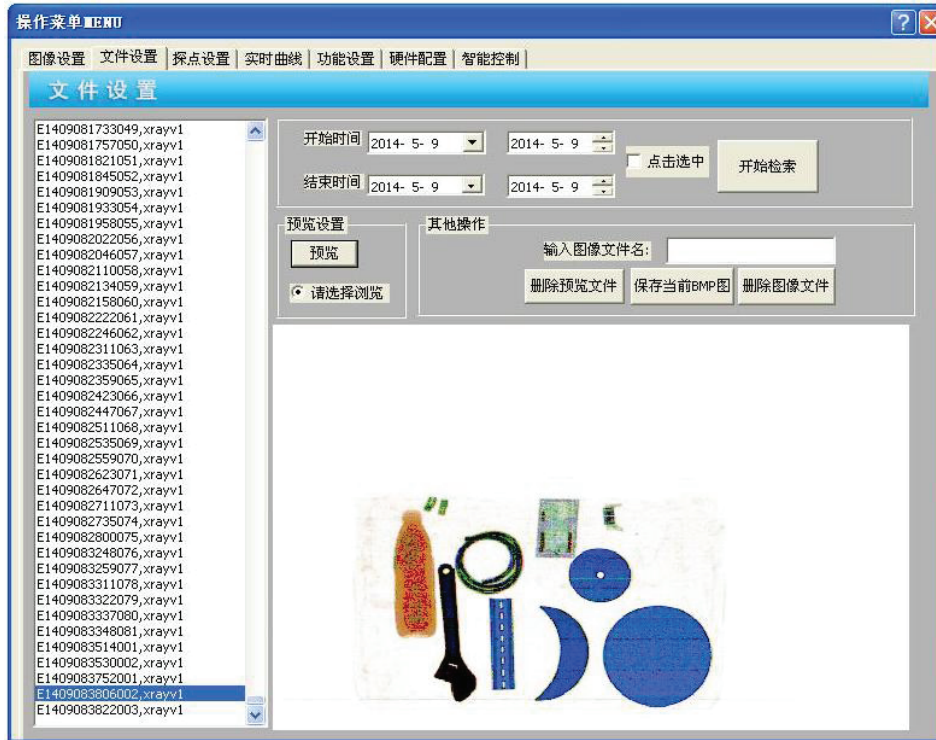 操作菜单MENU
图像设置 文件设置 探点设置 实时曲线 功能设置 硬件配置 智能控制
文件设置
E1409081733049,xrayv1
E1409081757050,xrayv1
E1409081821051,xrayv1
E1409081845052,xrayv1
E1409081909053,xrayv1
E1409081933054,xrayv1
E1409081958055,xrayv1
E1409082022056,xrayv1
E1409082046057,xrayv1
E1409082110058,xrayv1
E1409082134059,xrayv1
E1409082158060,xrayv1
E1409082222061,xrayv1
E1409082246062,xrayv1
E1409082311063,xrayv1
E1409082335064,xrayv1
E1409082359065,xrayv1
E1409082423066,xrayv1
E1409082447067,xrayv1
E1409082511068,xrayv1
E1409082535069,xrayv1
E1409082559070,xrayv1
E1409082623071,xrayv1
E1409082647072,xrayv1
E1409082711073,xrayv1
E1409082735074,xrayv1
E1409082800075,xrayv1
E1409083248076,xrayv1
E1409083259077,xrayv1
E1409083311078,xrayv1
E1409083322079,xrayv1
E1409083337080,xrayv1
E1409083348081,xrayv1
E1409083514001,xrayv1
E1409083530002,xrayv1
E1409083752001,xrayv1
E1409083806002,xrayv1
E1409083822003,xrayv1
开始时间 2014- 5- 9 2014- 5- 9
结束时间 2014- 5- 9 2014- 5- 9
点击选中
开始检索
预览设置
预览
请选择浏览
其他操作
输入图像文件名:
删除预览文件 保存当前BMP图 删除图像文件